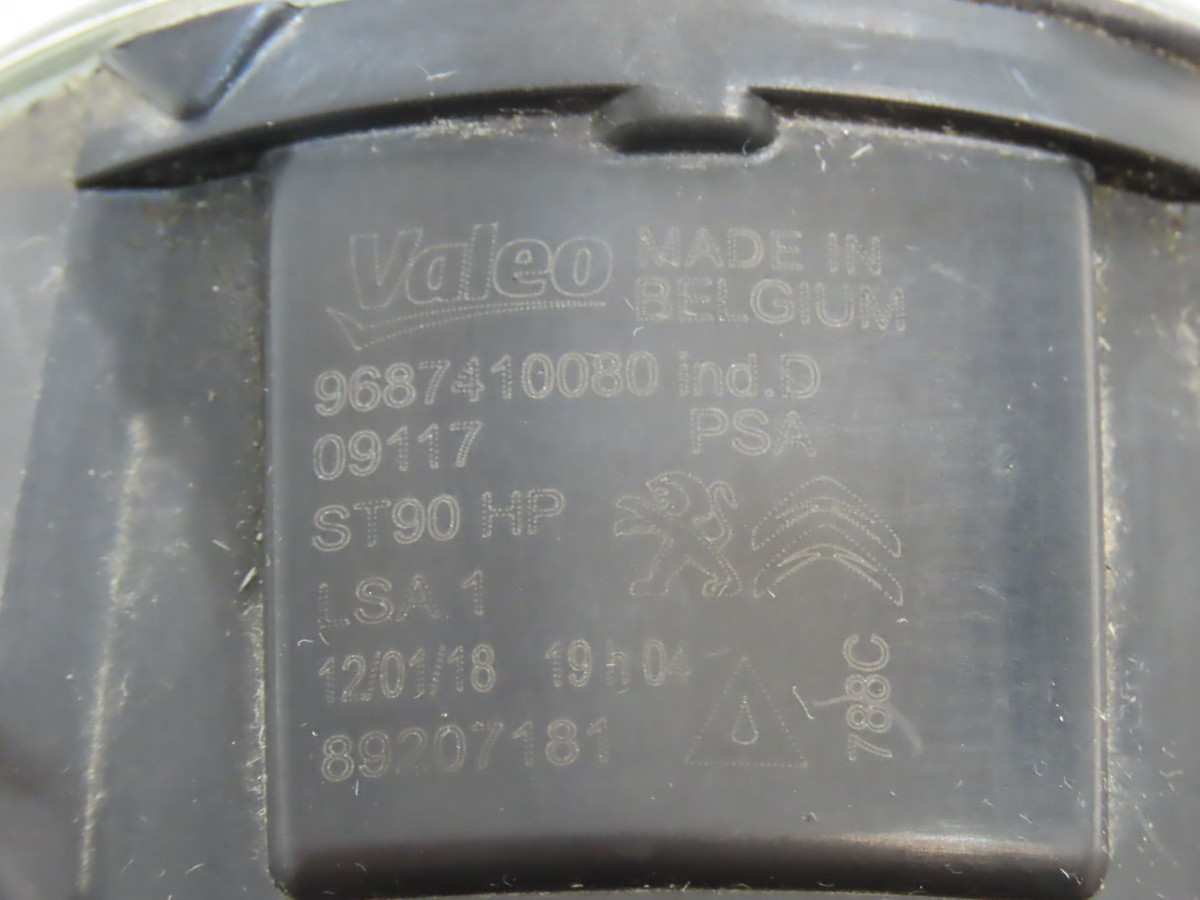 Valeo MADE IN
BELGIUM
9687410080 ind.D
09117 PSA
ST90 HP
LSA 1
12/01/18 19 h 04
89207181
788C